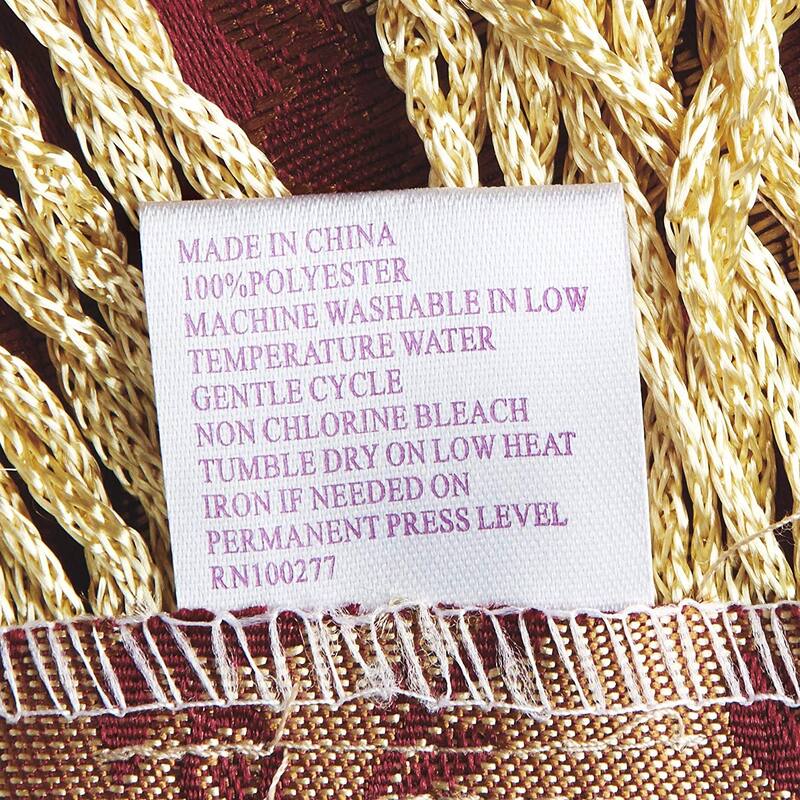 MADE IN CHINA
100%POLYESTER
MACHINE WASHABLE IN LOW
TEMPERATURE WATER
GENTLE CYCLE
NON CHLORINE BLEACH
TUMBLE DRY ON LOW HEAT
IRON IF NEEDED ON
PERMANENT PRESS LEVEL
RN100277